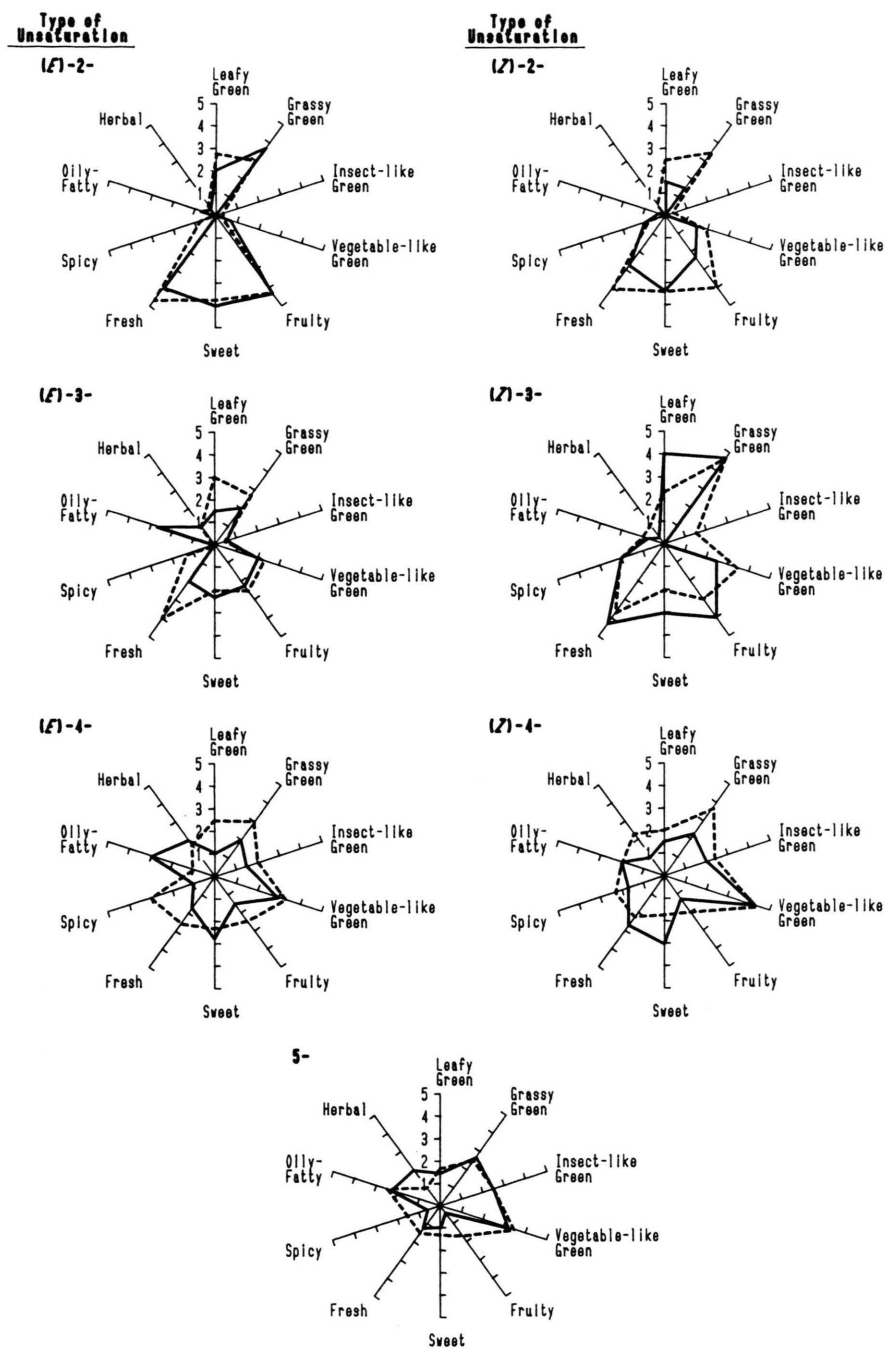 Type of
Unsaturation
Type of
Unsaturation
(E)-2-
Leafy
Green
Grassy
Green
Insect-like
Green
Vegetable-like
Green
Fruity
Sweet
Fresh
Spicy
Oily-
Fatty
Herbal
5
4
3
2
1
(Z)-2-
Leafy
Green
Grassy
Green
Insect-like
Green
Vegetable-like
Green
Fruity
Sweet
Fresh
Spicy
Oily-
Fatty
Herbal
5
4
3
2
1
(E)-3-
Leafy
Green
Grassy
Green
Insect-like
Green
Vegetable-like
Green
Fruity
Sweet
Fresh
Spicy
Oily-
Fatty
Herbal
5
4
3
2
1
(Z)-3-
Leafy
Green
Grassy
Green
Insect-like
Green
Vegetable-like
Green
Fruity
Sweet
Fresh
Spicy
Oily-
Fatty
Herbal
5
4
3
2
1
(E)-4-
Leafy
Green
Grassy
Green
Insect-like
Green
Vegetable-like
Green
Fruity
Sweet
Fresh
Spicy
Oily-
Fatty
Herbal
5
4
3
2
1
(Z)-4-
Leafy
Green
Grassy
Green
Insect-like
Green
Vegetable-like
Green
Fruity
Sweet
Fresh
Spicy
Oily-
Fatty
Herbal
5
4
3
2
1
5-
Leafy
Green
Grassy
Green
Insect-like
Green
Vegetable-like
Green
Fruity
Sweet
Fresh
Spicy
Oily-
Fatty
Herbal
5
4
3
2
1